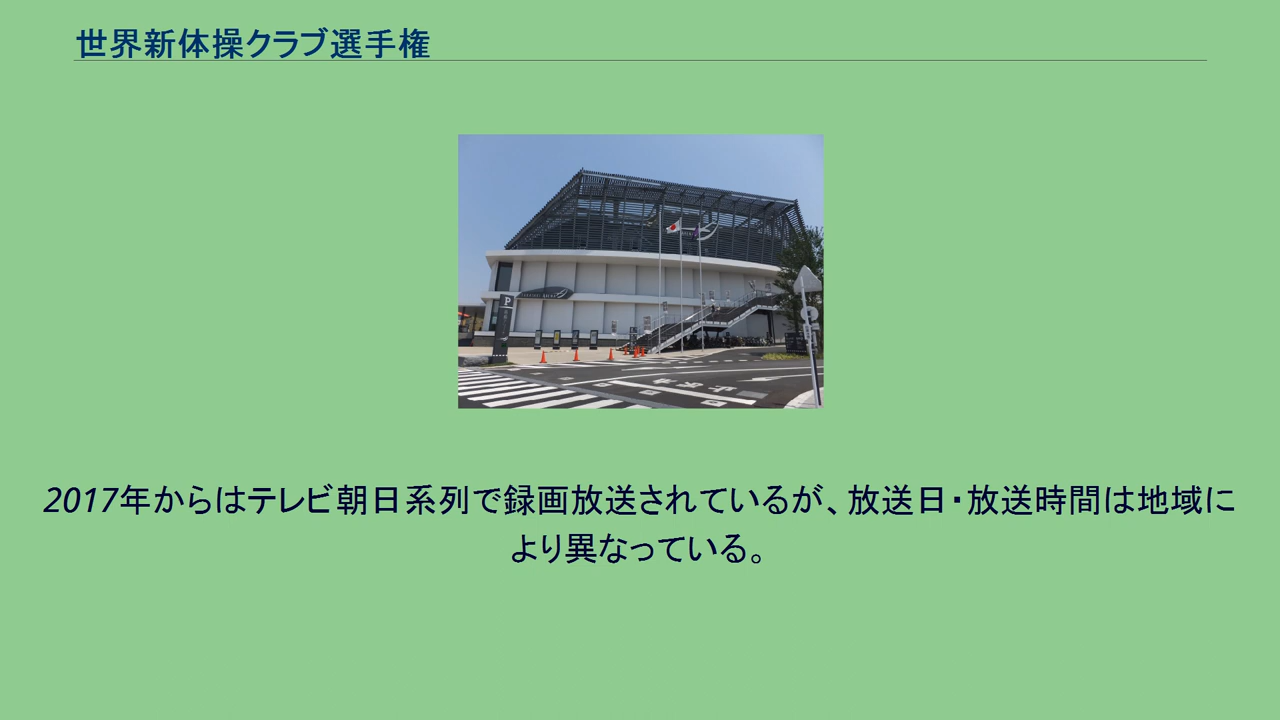 世界新体操クラブ選手権
P
2017年からはテレビ朝日系列で録画放送されているが、放送日・放送時間は地域に
より異なっている。